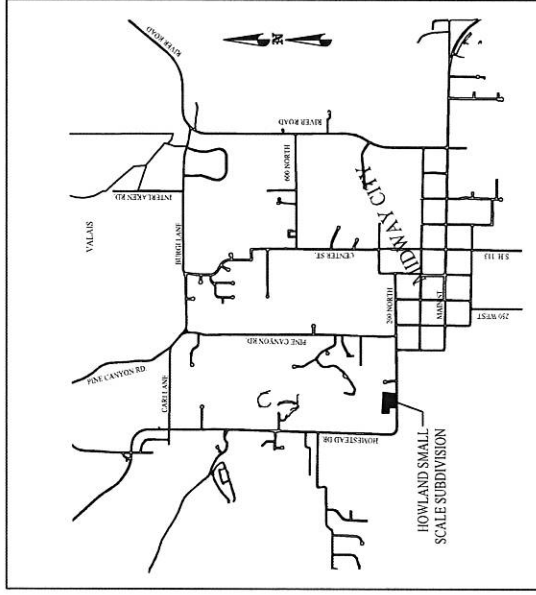 RIVER ROAD
N
RIVER ROAD
INTERLAKEN RD
VALAIS
BURGI LANE
600 NORTH
MIDWAY CITY
CENTER ST.
S.H 113
PINE CANYON RD.
PINE CANYON RD
200 NORTH
MAIN ST.
250 WEST
CARI LANE
HOMESTEAD DR.
HOWLAND SMALL
SCALE SUBDIVISION